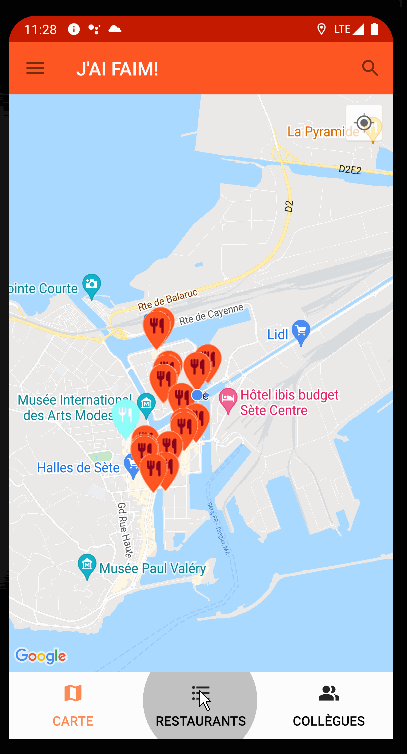 11:28
LTE
J'AI FAIM!
La Pyramide
D2E2
D2
ointe Courte
Rte de Balaruc
Rte de Cayenne
Lidl
Musée International
des Arts Modes
Hôtel ibis budget
Sète Centre
Halles de Sète
Gd Rue Haute
Musée Paul Valéry
Google
CARTE
RESTAURANTS
COLLÈGUES